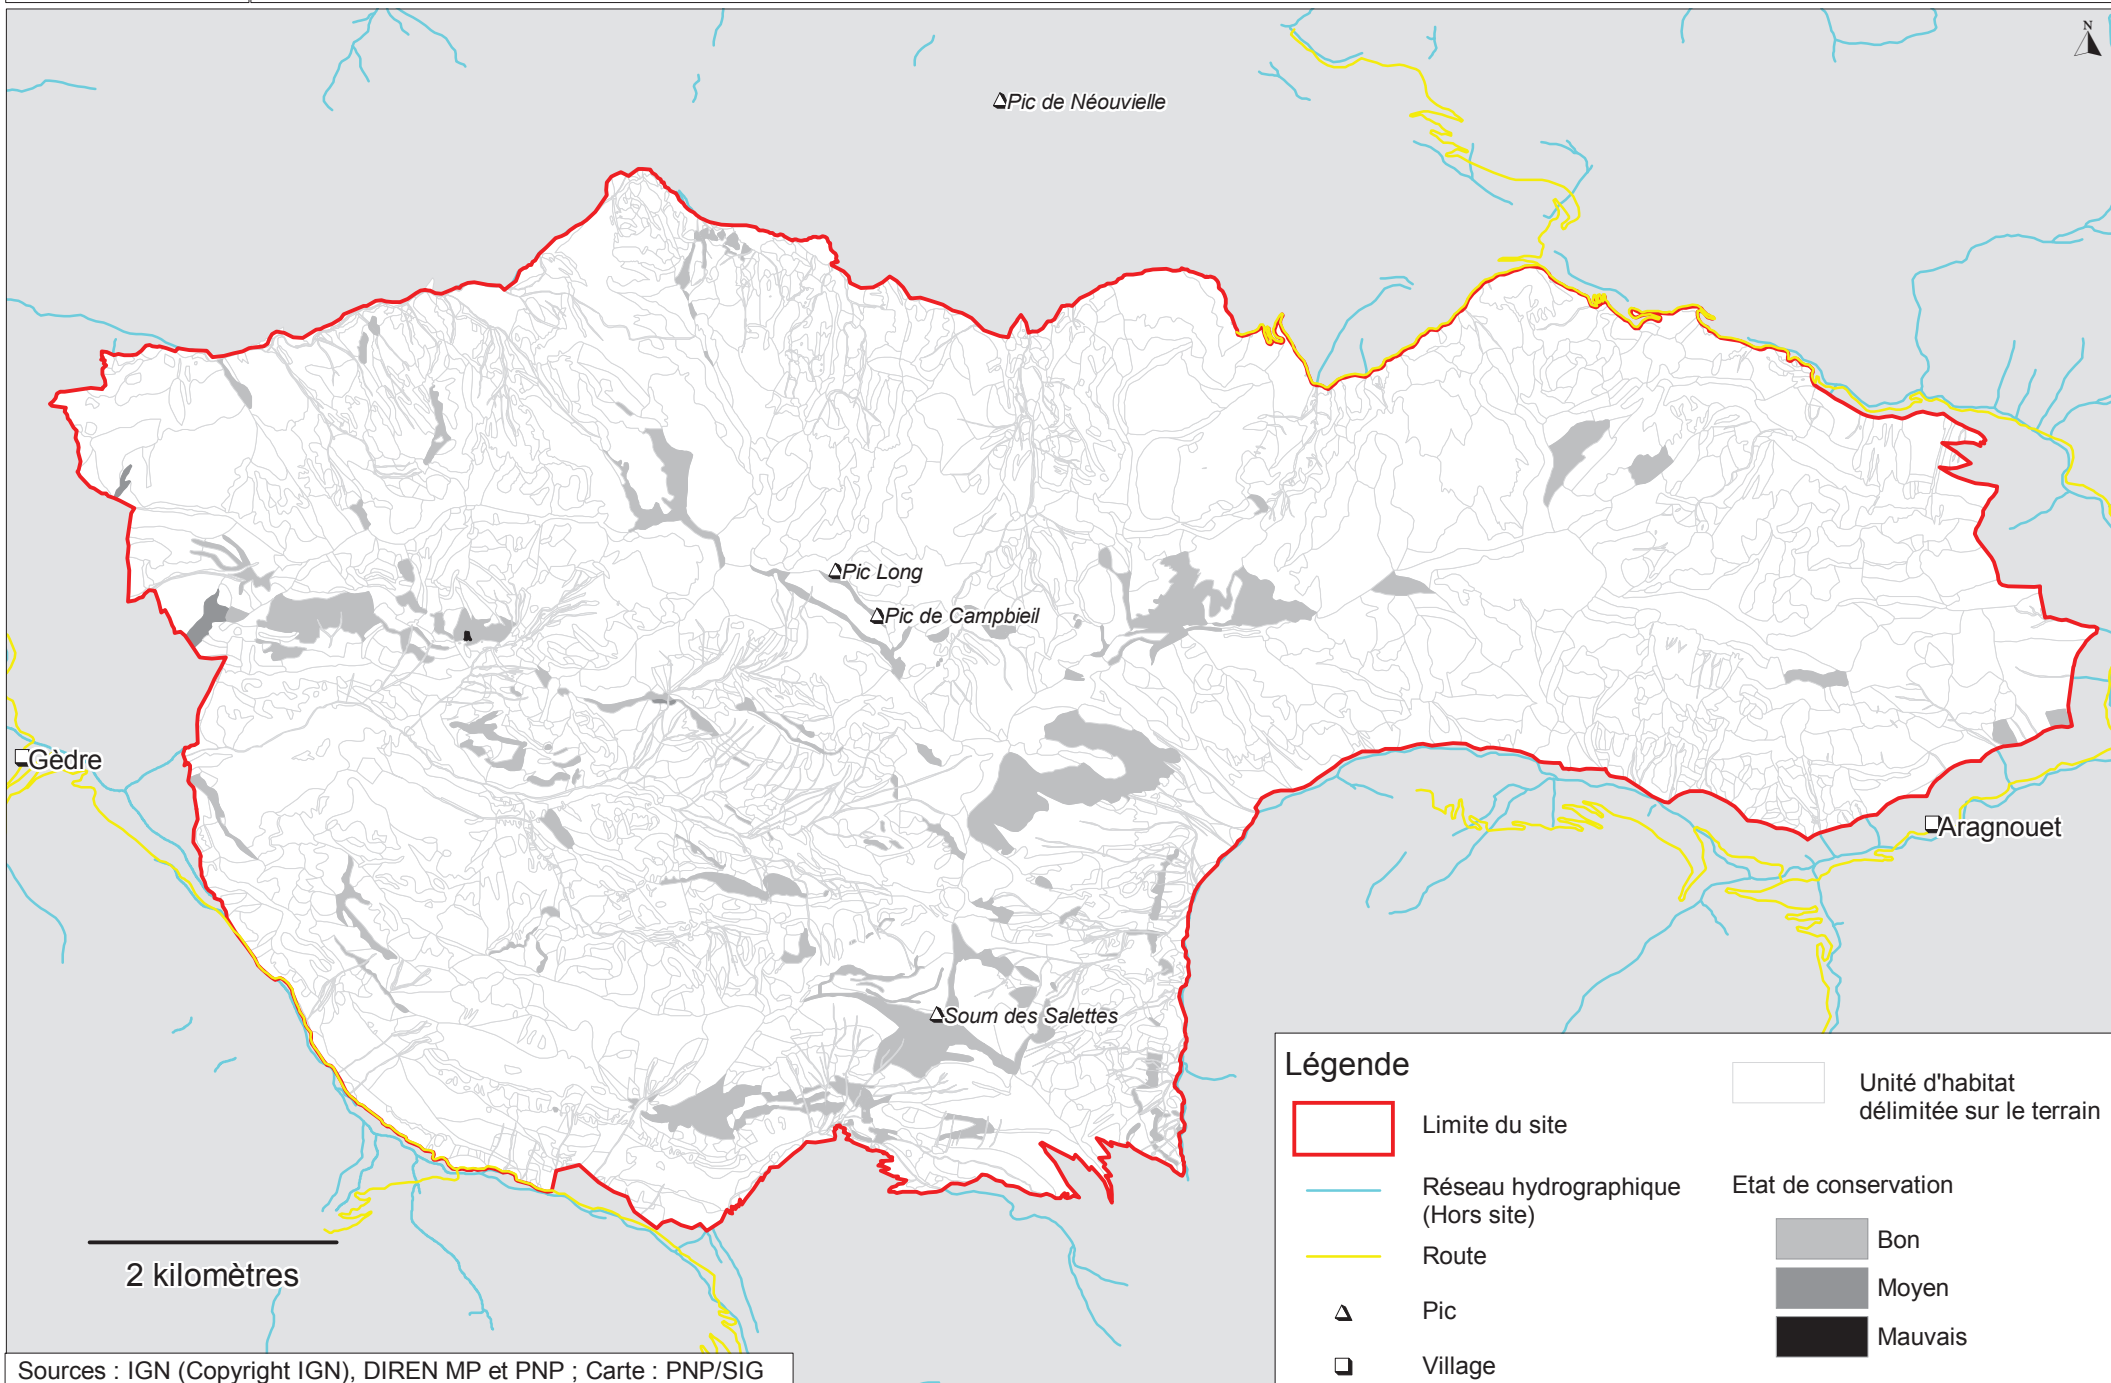 N
Pic de Néouvielle
Pic Long
Pic de Campbieil
Gèdre
Aragnouet
Soum des Salettes
2 kilomètres
Légende
Limite du site
Réseau hydrographique
(Hors site)
Route
Pic
Village
Unité d'habitat
délimitée sur le terrain
Etat de conservation
Bon
Moyen
Mauvais
Sources : IGN (Copyright IGN), DIREN MP et PNP ; Carte : PNP/SIG